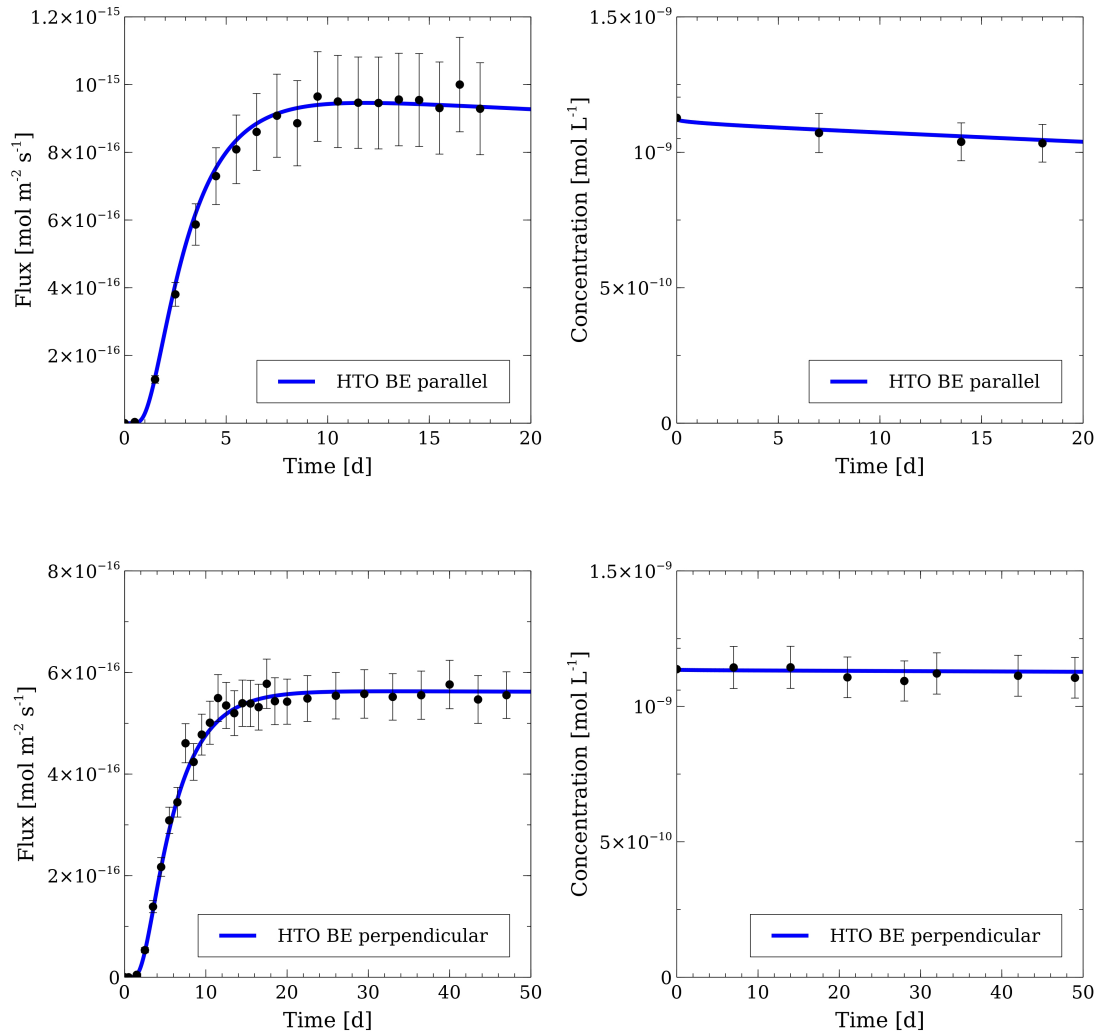 1.2×10⁻¹⁵
10⁻¹⁵
8×10⁻¹⁶
6×10⁻¹⁶
4×10⁻¹⁶
2×10⁻¹⁶
0
Flux [mol m⁻² s⁻¹]
0 5 10 15 20
Time [d]
HTO BE parallel
1.5×10⁻⁹
10⁻⁹
5×10⁻¹⁰
0
Concentration [mol L⁻¹]
0 5 10 15 20
Time [d]
HTO BE parallel
8×10⁻¹⁶
6×10⁻¹⁶
4×10⁻¹⁶
2×10⁻¹⁶
0
Flux [mol m⁻² s⁻¹]
0 10 20 30 40 50
Time [d]
HTO BE perpendicular
1.5×10⁻⁹
10⁻⁹
5×10⁻¹⁰
0
Concentration [mol L⁻¹]
0 10 20 30 40 50
Time [d]
HTO BE perpendicular